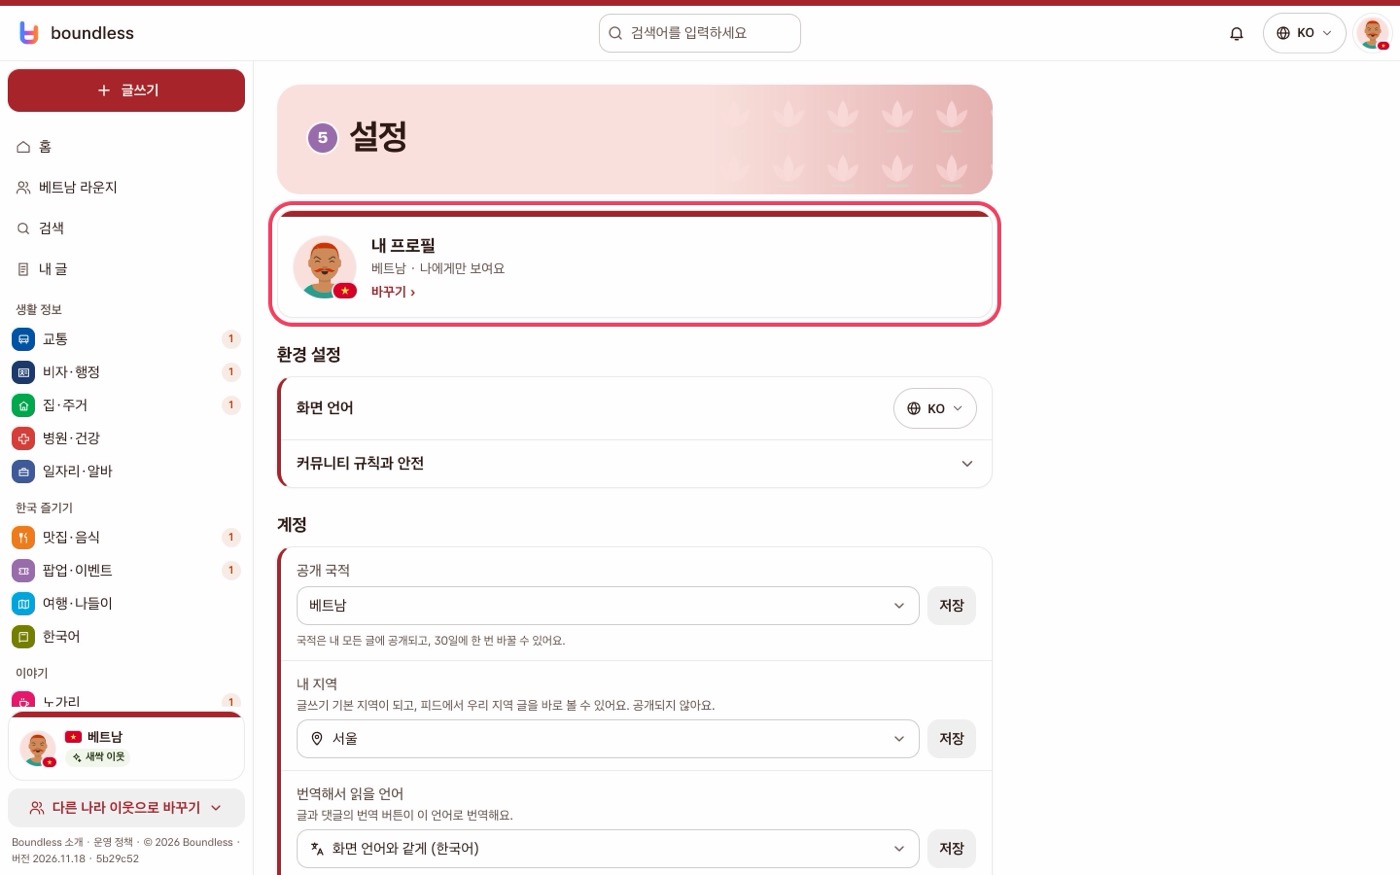 boundless
검색어를 입력하세요
KO
글쓰기
홈
베트남 라운지
검색
내 글
생활 정보
교통 1
비자·행정 1
집·주거 1
병원·건강
일자리·알바
한국 즐기기
맛집·음식 1
팝업·이벤트 1
여행·나들이
한국어
이야기
노가리 1
베트남
새싹 이웃
다른 나라 이웃으로 바꾸기
Boundless 소개 · 운영 정책 · © 2026 Boundless ·
버전 2026.11.18 · 5b29c52
5 설정
내 프로필
베트남 · 나에게만 보여요
바꾸기 ›
환경 설정
화면 언어 KO
커뮤니티 규칙과 안전
계정
공개 국적
베트남 저장
국적은 내 모든 글에 공개되고, 30일에 한 번 바꿀 수 있어요.
내 지역
글쓰기 기본 지역이 되고, 피드에서 우리 지역 글을 바로 볼 수 있어요. 공개되지 않아요.
서울 저장
번역해서 읽을 언어
글과 댓글의 번역 버튼이 이 언어로 번역해요.
화면 언어와 같게 (한국어) 저장